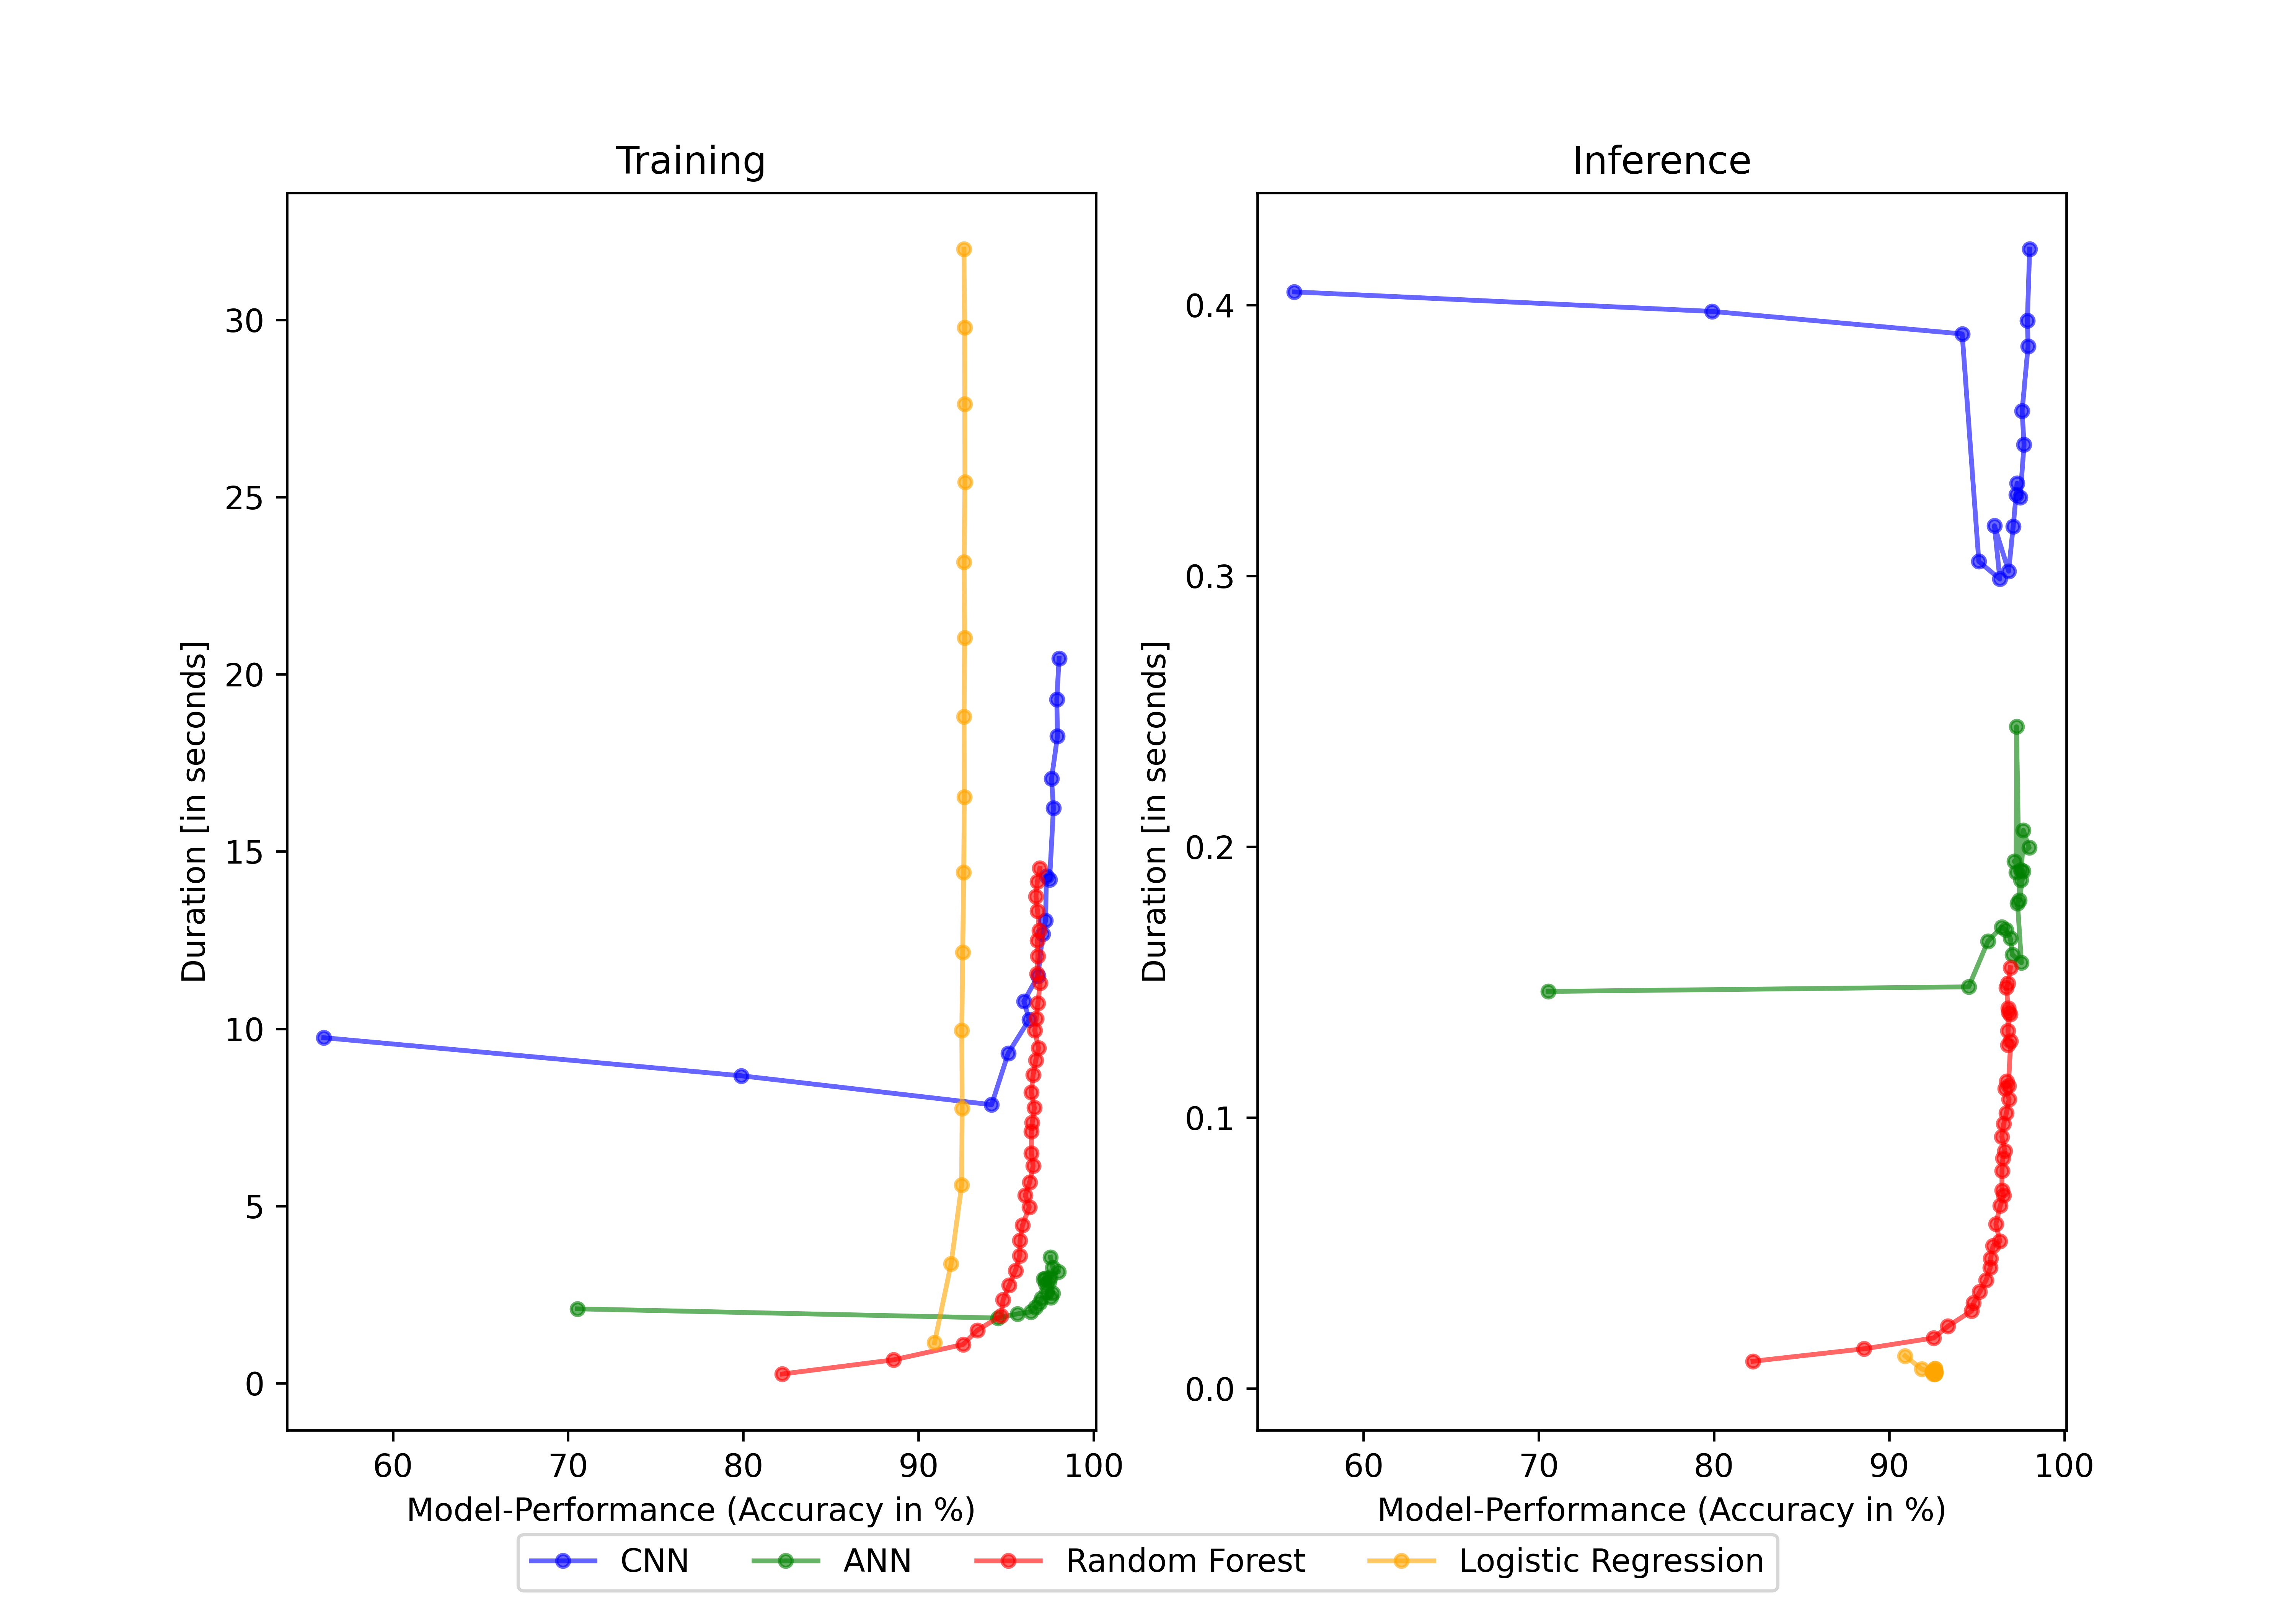 Training
Inference
Duration [in seconds]
30
25
20
15
10
5
0
60 70 80 90 100
Model-Performance (Accuracy in %)
Duration [in seconds]
0.4
0.3
0.2
0.1
0.0
60 70 80 90 100
Model-Performance (Accuracy in %)
CNN ANN Random Forest Logistic Regression